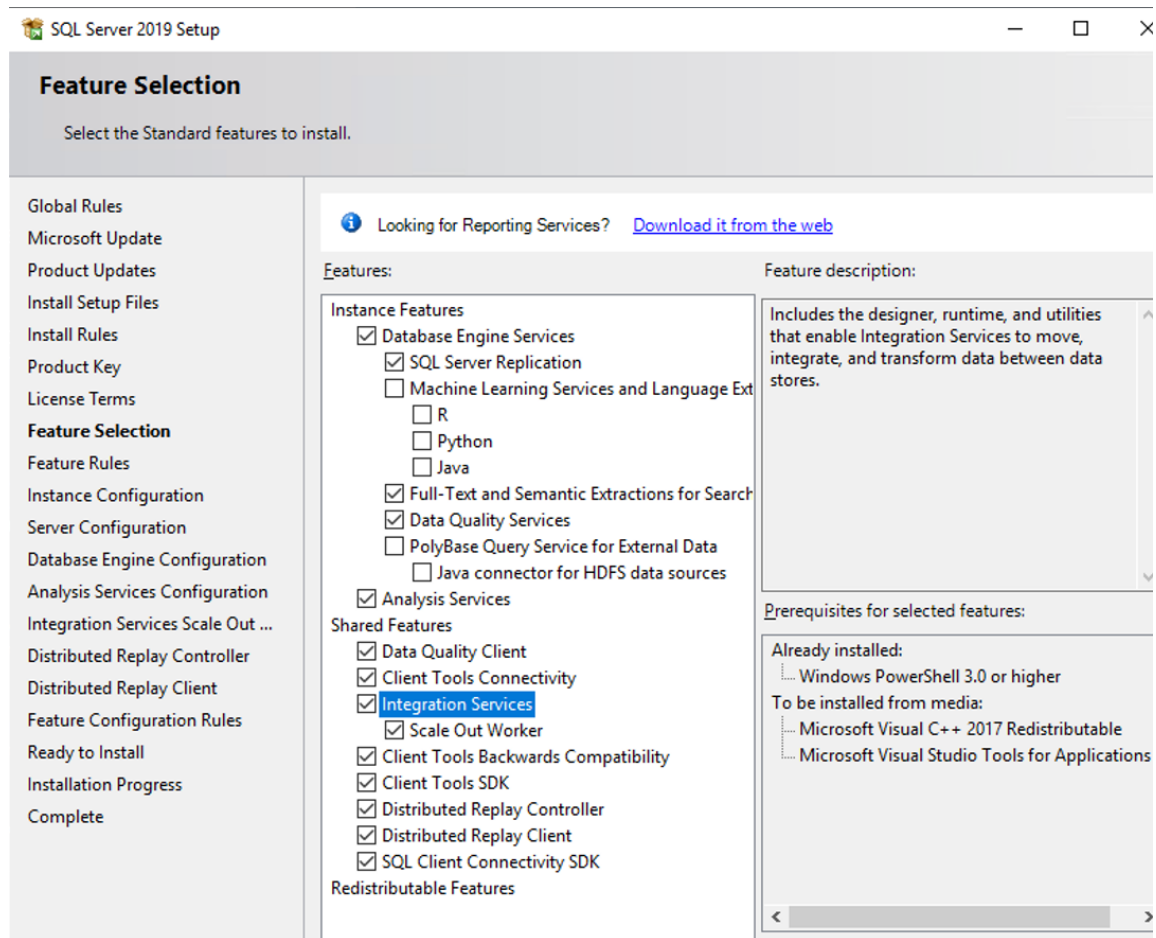 SQL Server 2019 Setup
Feature Selection
Select the Standard features to install.
Global Rules
Microsoft Update
Product Updates
Install Setup Files
Install Rules
Product Key
License Terms
Feature Selection
Feature Rules
Instance Configuration
Server Configuration
Database Engine Configuration
Analysis Services Configuration
Integration Services Scale Out ...
Distributed Replay Controller
Distributed Replay Client
Feature Configuration Rules
Ready to Install
Installation Progress
Complete
Looking for Reporting Services? Download it from the web
Features:
Instance Features
Database Engine Services
SQL Server Replication
Machine Learning Services and Language Ext
R
Python
Java
Full-Text and Semantic Extractions for Search
Data Quality Services
PolyBase Query Service for External Data
Java connector for HDFS data sources
Analysis Services
Shared Features
Data Quality Client
Client Tools Connectivity
Integration Services
Scale Out Worker
Client Tools Backwards Compatibility
Client Tools SDK
Distributed Replay Controller
Distributed Replay Client
SQL Client Connectivity SDK
Redistributable Features
Feature description:
Includes the designer, runtime, and utilities
that enable Integration Services to move,
integrate, and transform data between data
stores.
Prerequisites for selected features:
Already installed:
Windows PowerShell 3.0 or higher
To be installed from media:
Microsoft Visual C++ 2017 Redistributable
Microsoft Visual Studio Tools for Applications